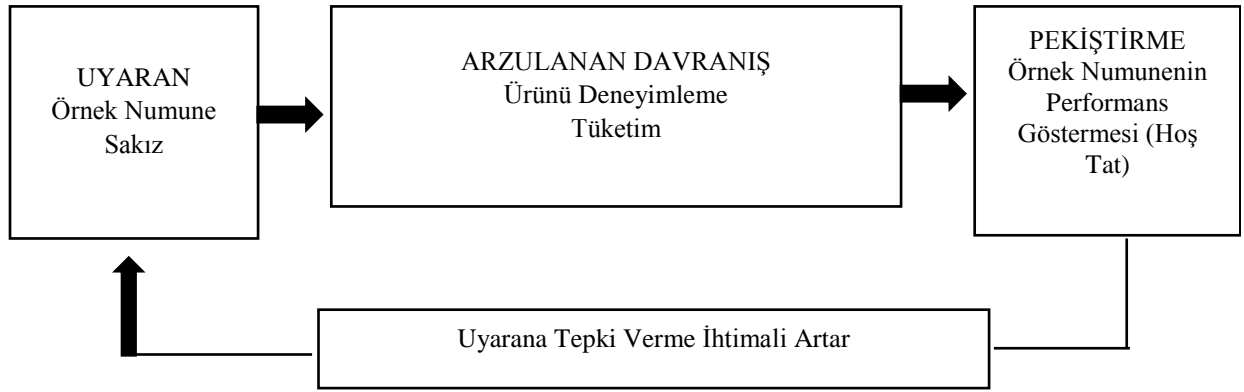 UYARAN
Örnek Numune
Sakız
ARZULANAN DAVRANIŞ
Ürünü Deneyimleme
Tüketim
PEKİŞTİRME
Örnek Numunenin
Performans
Göstermesi (Hoş
Tat)
Uyarana Tepki Verme İhtimali Artar